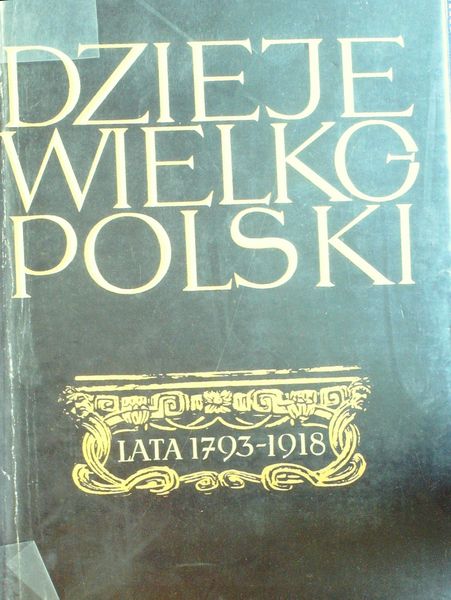 DZIEJE
WIELKO
POLSKI
LATA 1793-1918